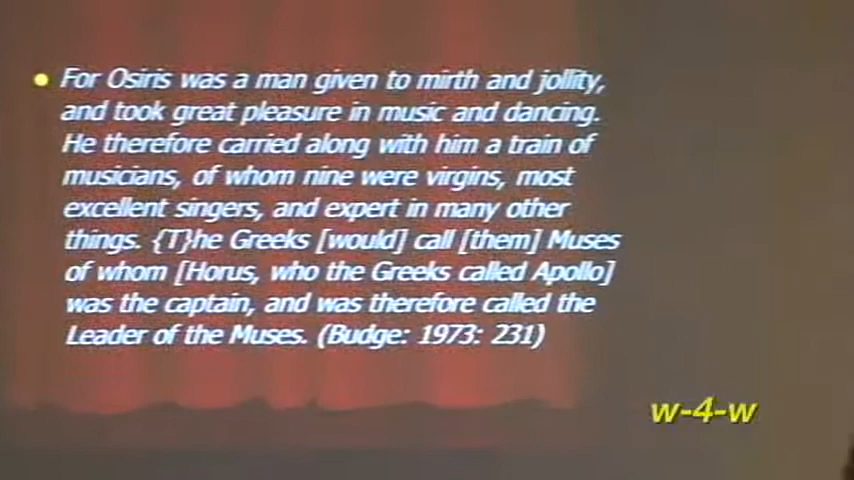 For Osiris was a man given to mirth and jollity,
and took great pleasure in music and dancing.
He therefore carried along with him a train of
musicians, of whom nine were virgins, most
excellent singers, and expert in many other
things. {T}he Greeks [would] call [them] Muses
of whom [Horus, who the Greeks called Apollo]
was the captain, and was therefore called the
Leader of the Muses. (Budge: 1973: 231)
w-4-w